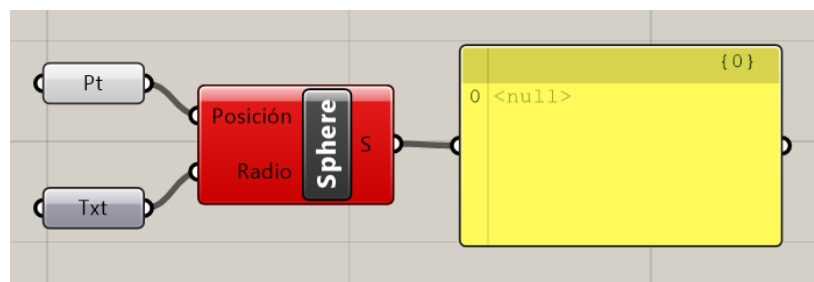 Pt
Txt
Posición
Radio
Sphere
S
{0}
0 <null>